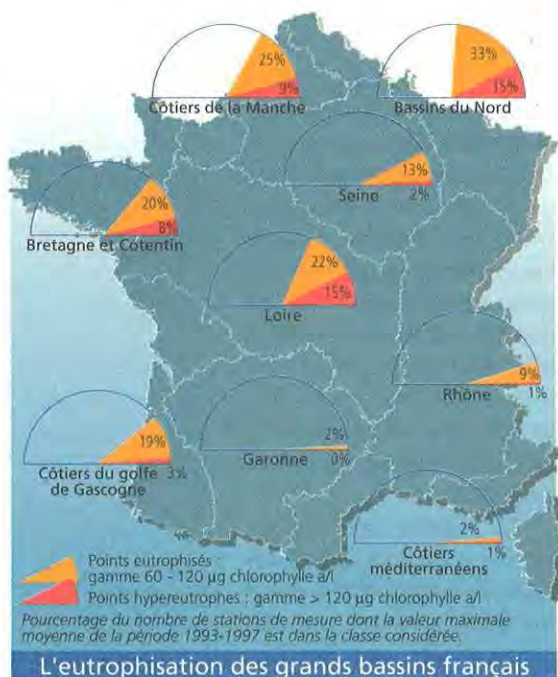 25%
9%
Côtiers de la Manche
33%
15%
Bassins du Nord
13%
2%
Seine
20%
8%
Bretagne et Cotentin
22%
15%
Loire
9%
1%
Rhône
19%
3%
Côtiers du golfe
de Gascogne
2%
0%
Garonne
2%
1%
Côtiers
méditerranéens
Points eutrophisés
gamme 60 - 120 µg chlorophylle a/l
Points hypereutrophes : gamme > 120 µg chlorophylle a/l
Pourcentage du nombre de stations de mesure dont la valeur maximale
moyenne de la période 1993-1997 est dans la classe considérée.
L'eutrophisation des grands bassins français